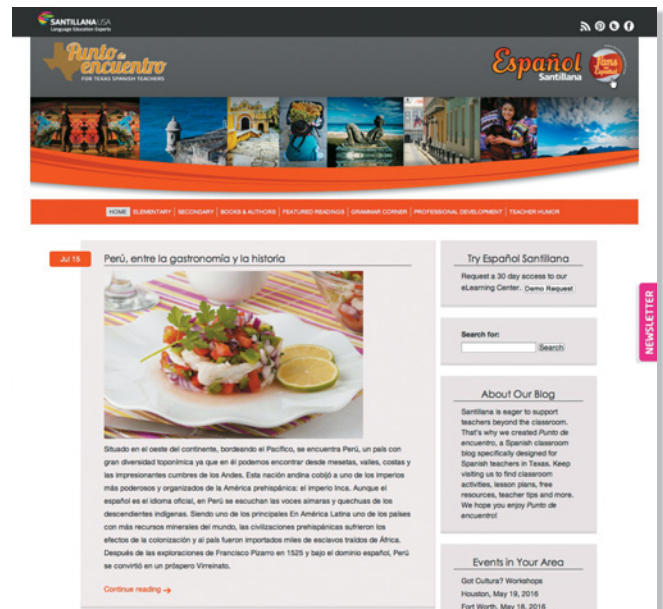 SANTILLANA USA
Language Education Experts
Punto de
encuentro
FOR TEXAS SPANISH TEACHERS
Español
Santillana
Fans
del
Español
HOME ELEMENTARY SECONDARY BOOKS & AUTHORS FEATURED READINGS GRAMMAR CORNER PROFESSIONAL DEVELOPMENT TEACHER HUMOR
Jul 15
Perú, entre la gastronomía y la historia
Situado en el oeste del continente, bordeando el Pacífico, se encuentra Perú, un país con
gran diversidad toponímica ya que en él podemos encontrar desde mesetas, valles, costas y
las impresionantes cumbres de los Andes. Esta nación andina cobijó a uno de los imperios
más poderosos y organizados de la América prehispánica: el imperio Inca. Aunque el
español es el idioma oficial, en Perú se escuchan las voces aimaras y quechuas de los
descendientes indígenas. Siendo uno de los principales En América Latina uno de los países
con más recursos minerales del mundo, las civilizaciones prehispánicas sufrieron los
efectos de la colonización y al país fueron importados miles de esclavos traídos de África.
Después de las exploraciones de Francisco Pizarro en 1525 y bajo el dominio español, Perú
se convirtió en un próspero Virreinato.
Continue reading →
Try Español Santillana
Request a 30 day access to our
eLearning Center. Demo Request
Search for:
Search
About Our Blog
Santillana is eager to support
teachers beyond the classroom.
That's why we created Punto de
encuentro, a Spanish classroom
blog specifically designed for
Spanish teachers in Texas. Keep
visiting us to find classroom
activities, lesson plans, free
resources, teacher tips and more.
We hope you enjoy Punto de
encuentro!
Events in Your Area
Got Cultura? Workshops
Houston, May 19, 2016
Fort Worth, May 18, 2016
NEWSLETTER